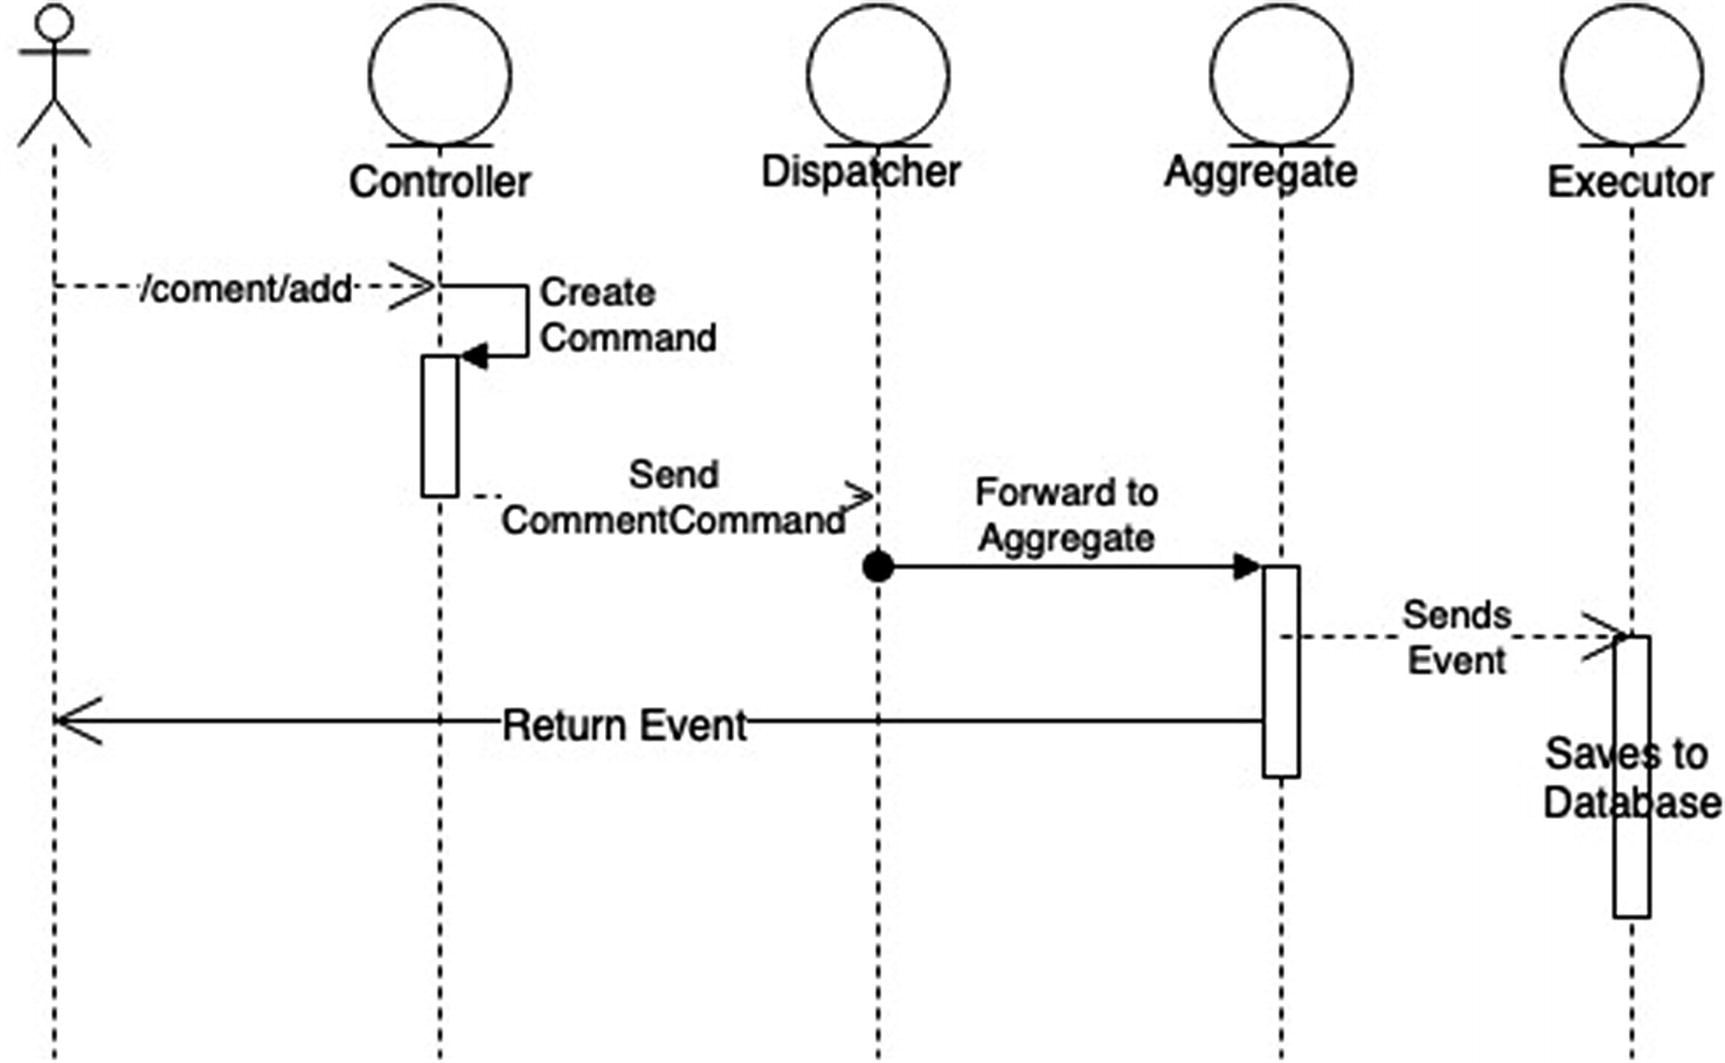 Controller
Dispatcher
Aggregate
Executor
/coment/add
Create
Command
Send
CommentCommand
Forward to
Aggregate
Sends
Event
Return Event
Saves to
Database